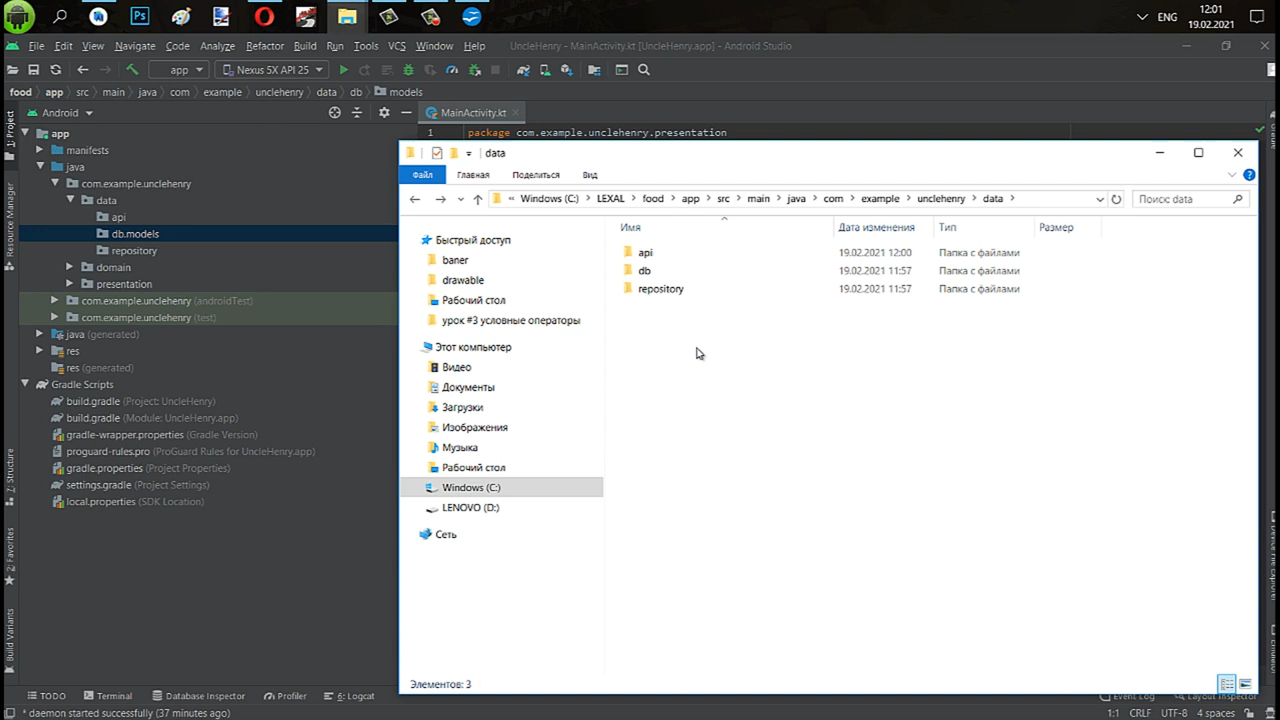 Ps
ENG
12:01
19.02.2021
File Edit View Navigate Code Analyze Refactor Build Run Tools VCS Window Help UncleHenry - MainActivity.kt [UncleHenry.app] - Android Studio
app Nexus 5X API 25
food app src main java com example unclehenry data db models
Android
MainActivity.kt
1: Project
Resource Manager
Z: Structure
2: Favorites
Build Variants
app
manifests
java
com.example.unclehenry
data
api
db.models
repository
domain
presentation
com.example.unclehenry (androidTest)
com.example.unclehenry (test)
java (generated)
res
res (generated)
Gradle Scripts
build.gradle (Project: UncleHenry)
build.gradle (Module: UncleHenry.app)
gradle-wrapper.properties (Gradle Version)
proguard-rules.pro (ProGuard Rules for UncleHenry.app)
gradle.properties (Project Properties)
settings.gradle (Project Settings)
local.properties (SDK Location)
1 package com.example.unclehenry.presentation
data
Файл Главная Поделиться Вид
« Windows (C:) LEXAL food app src main java com example unclehenry data
Поиск: data
Имя Дата изменения Тип Размер
api 19.02.2021 12:00 Папка с файлами
db 19.02.2021 11:57 Папка с файлами
repository 19.02.2021 11:57 Папка с файлами
Быстрый доступ
baner
drawable
Рабочий стол
урок #3 условные операторы
Этот компьютер
Видео
Документы
Загрузки
Изображения
Музыка
Рабочий стол
Windows (C:)
LENOVO (D:)
Сеть
Элементов: 3
TODO Terminal Database Inspector Profiler 6: Logcat Event Log Layout Inspector
* daemon started successfully (37 minutes ago)
1:1 CRLF UTF-8 4 spaces